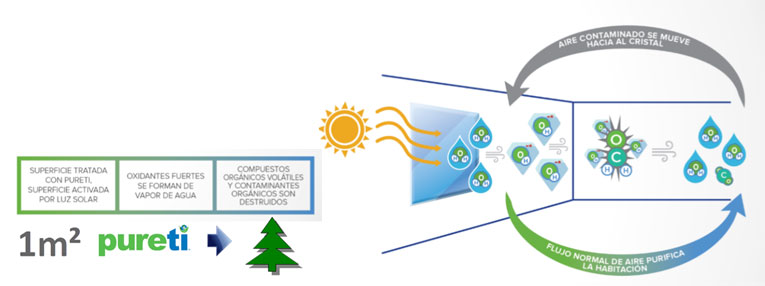 AIRE CONTAMINADO SE MUEVE
HACIA AL CRISTAL
SUPERFICIE TRATADA
CON PURETI,
SUPERFICIE ACTIVADA
POR LUZ SOLAR
OXIDANTES FUERTES
SE FORMAN DE
VAPOR DE AGUA
COMPUESTOS
ORGÁNICOS VOLÁTILES
Y CONTAMINANTES
ORGÁNICOS SON
DESTRUIDOS
1m² pureti
O
C
H H
FLUJO NORMAL DE AIRE PURIFICA
LA HABITACIÓN